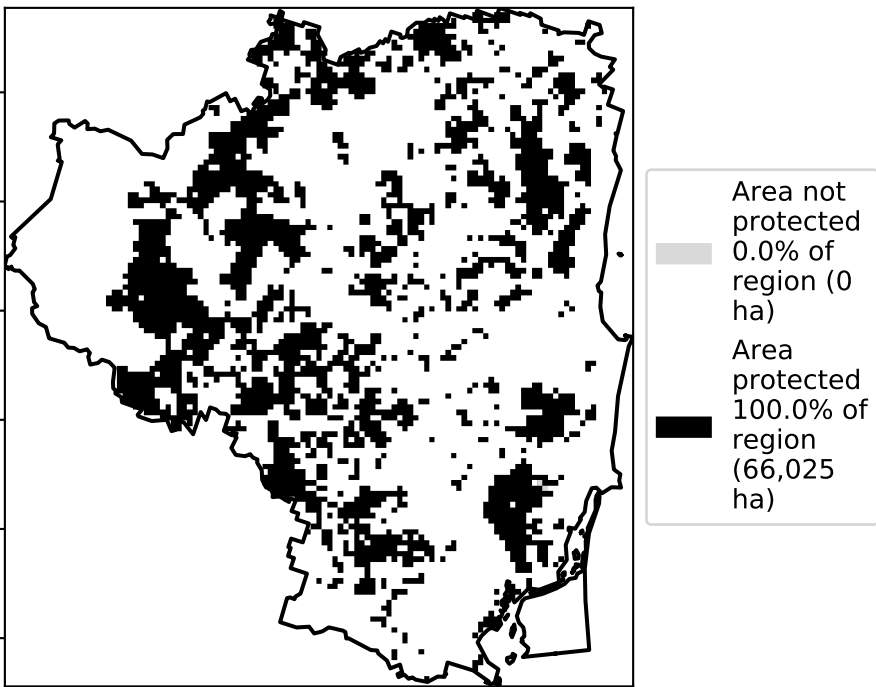 Area not
protected
0.0% of
region (0
ha)
Area
protected
100.0% of
region
(66,025
ha)